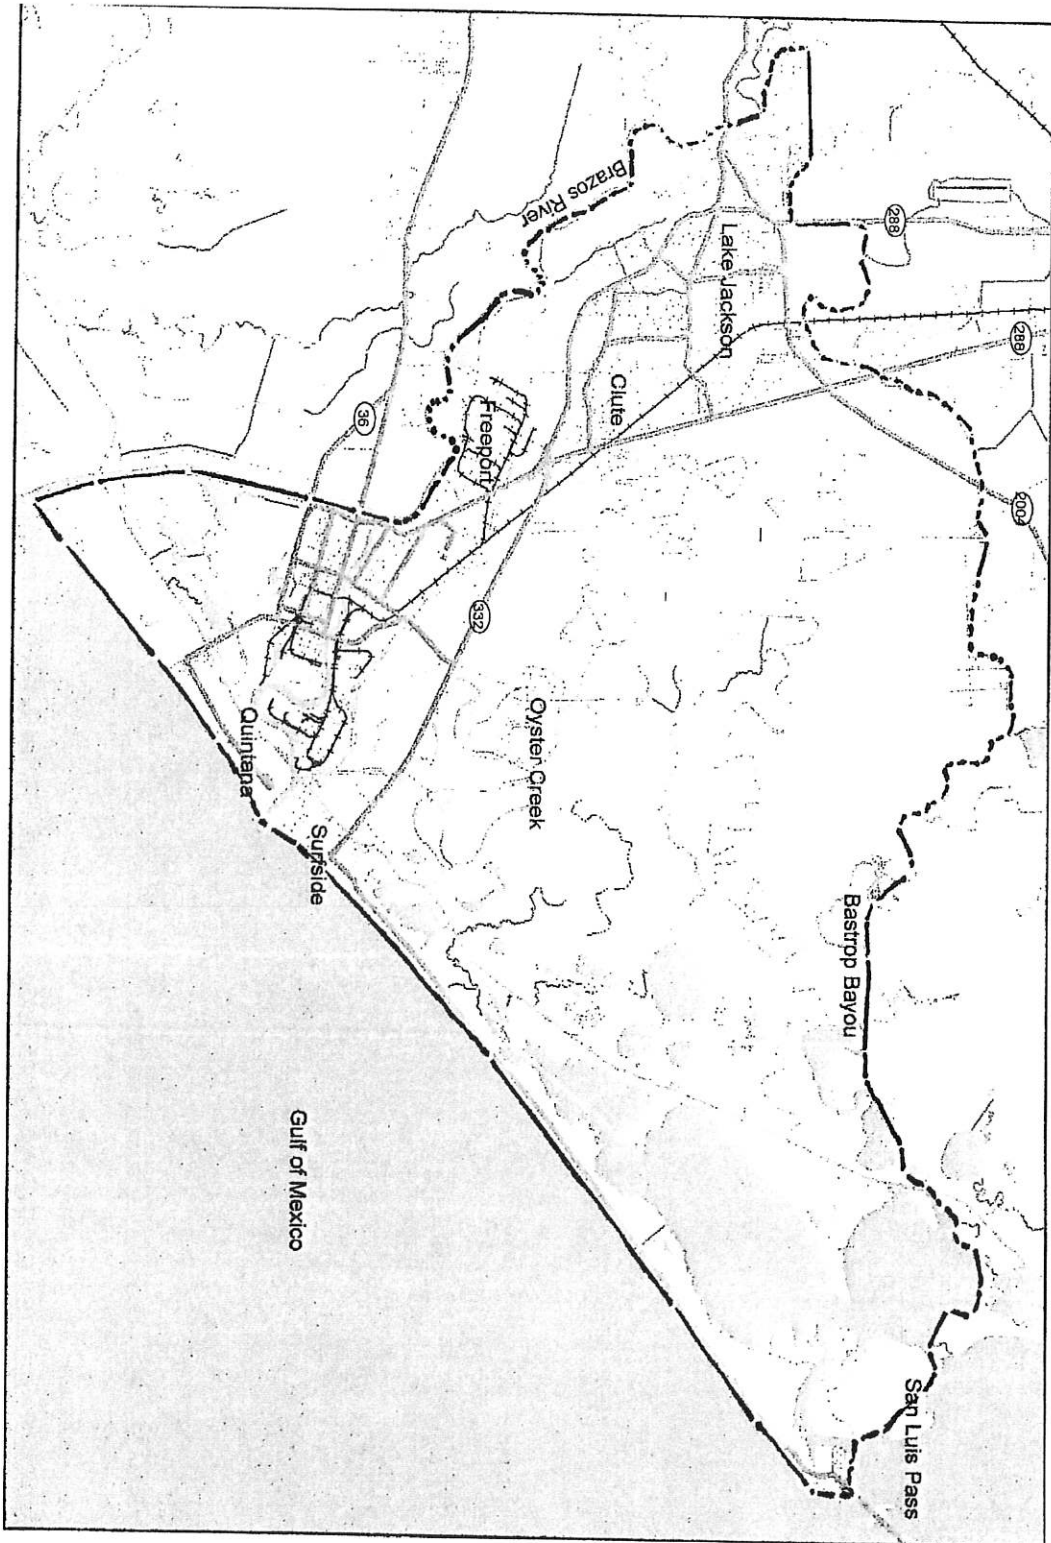 288
2004
San Luis Pass
288
Bastrop Bayou
Lake Jackson
Clute
Brazos River
Oyster Creek
Freeport
332
36
Surfside
Gulf of Mexico
Quintana